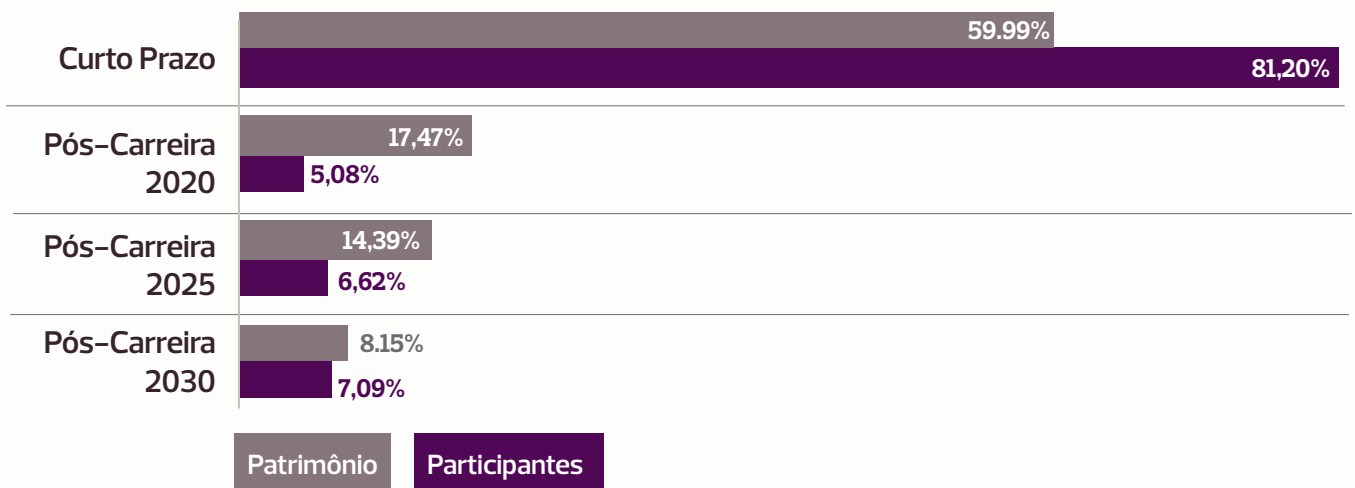 59.99%
Curto Prazo
81,20%
Pós-Carreira
2020
17,47%
5,08%
Pós-Carreira
2025
14,39%
6,62%
Pós-Carreira
2030
8.15%
7,09%
Patrimônio
Participantes